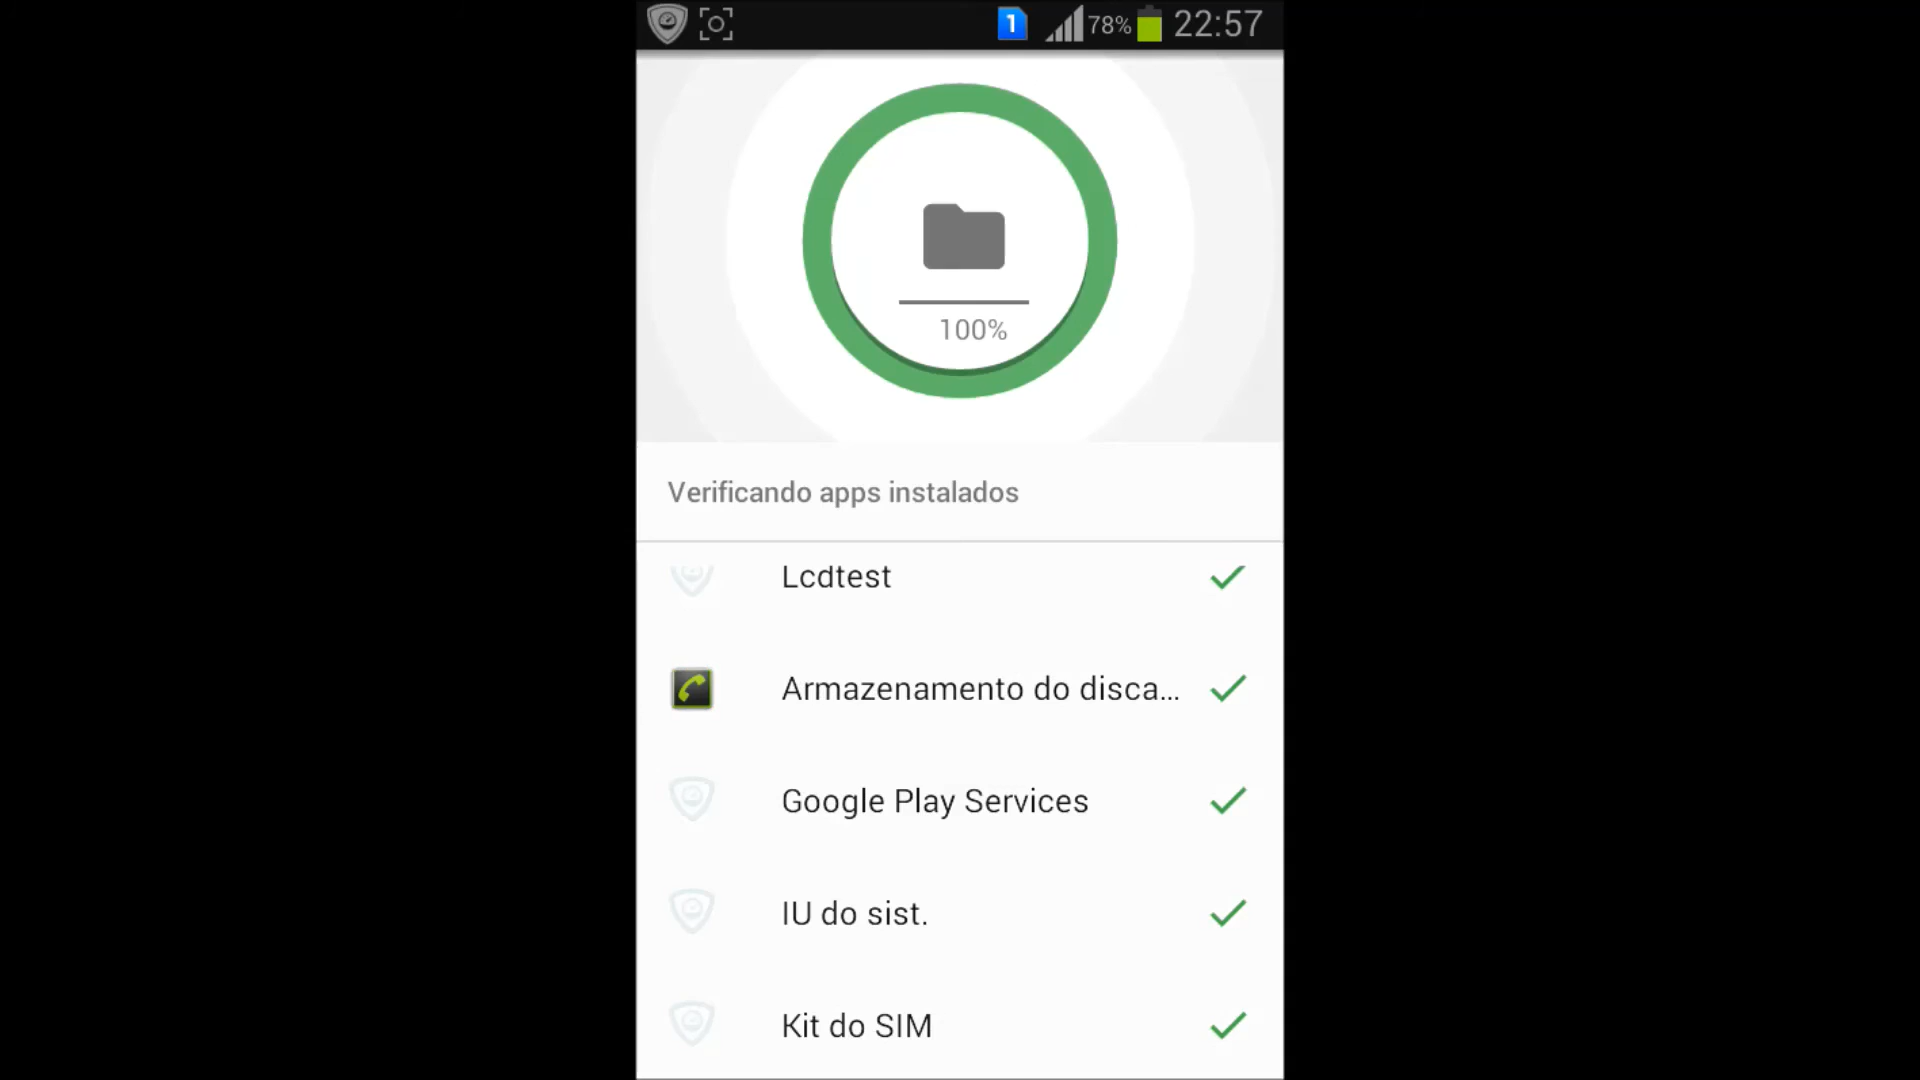 1 78% 22:57
100%
Verificando apps instalados
Lcdtest
Armazenamento do disca...
Google Play Services
IU do sist.
Kit do SIM